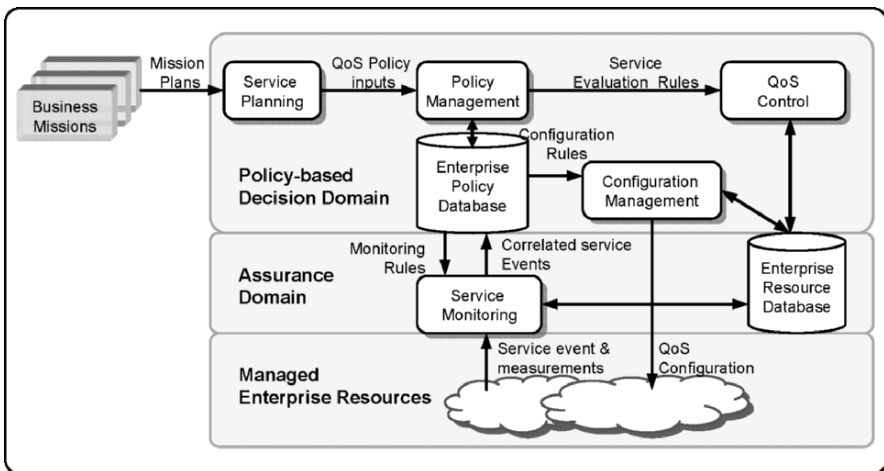 Mission
Plans
Business
Missions
Service
Planning
QoS Policy
inputs
Policy
Management
Service
Evaluation Rules
QoS
Control
Configuration
Rules
Enterprise
Policy
Database
Configuration
Management
Policy-based
Decision Domain
Monitoring
Rules
Correlated service
Events
Assurance
Domain
Service
Monitoring
Enterprise
Resource
Database
Service event &
measurements
QoS
Configuration
Managed
Enterprise Resources